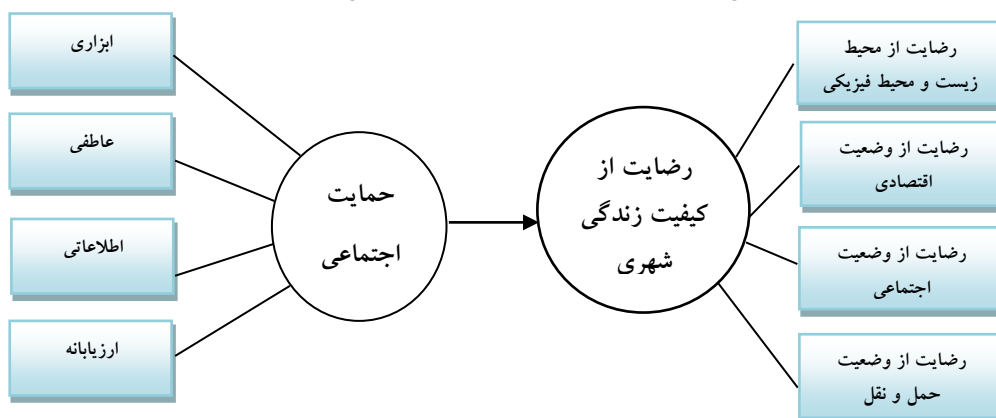 ابزاری
عاطفی
اطلاعاتی
ارزیابانه
حمایت
اجتماعی
رضایت از
کیفیت زندگی
شهری
رضایت از محیط
زیست و محیط فیزیکی
رضایت از وضعیت
اقتصادی
رضایت از وضعیت
اجتماعی
رضایت از وضعیت
حمل و نقل